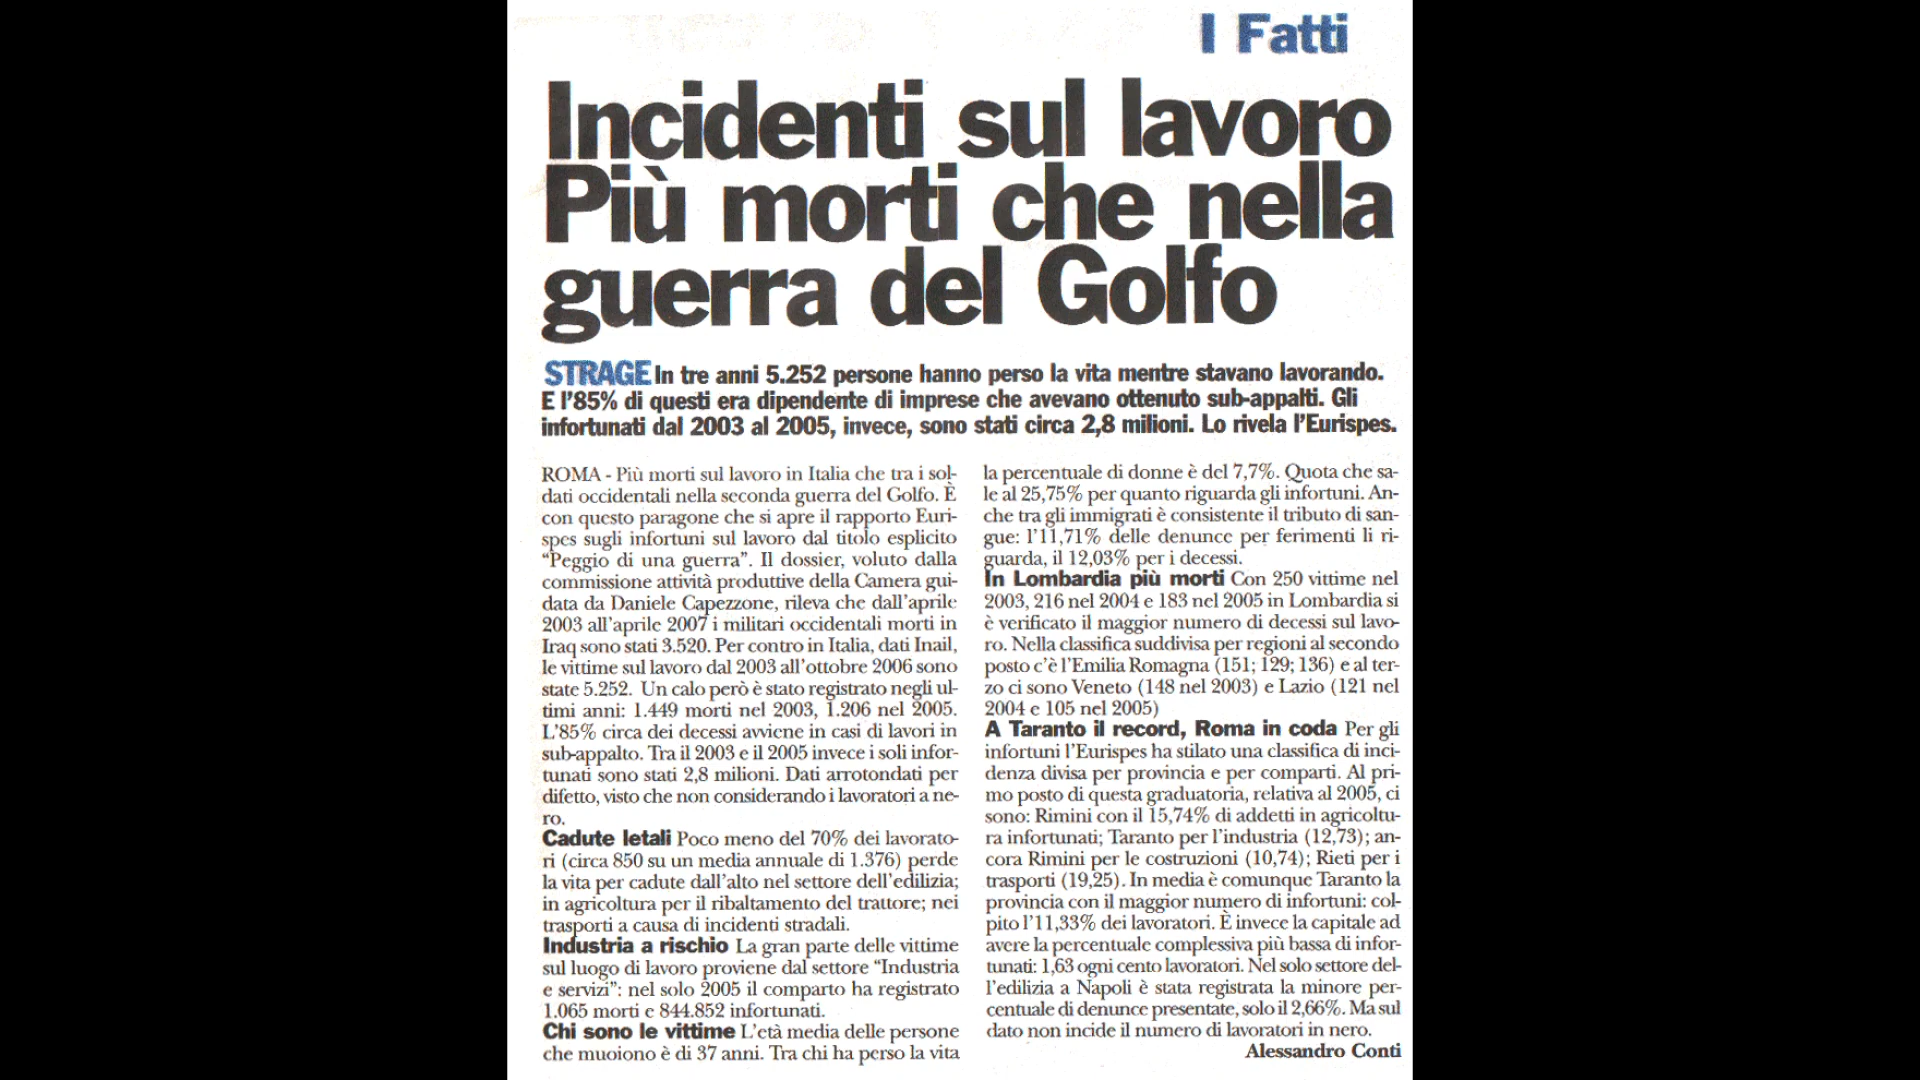 I Fatti
Incidenti sul lavoro
Più morti che nella
guerra del Golfo
STRAGE In tre anni 5.252 persone hanno perso la vita mentre stavano lavorando.
E l'85% di questi era dipendente di imprese che avevano ottenuto sub-appalti. Gli
infortunati dal 2003 al 2005, invece, sono stati circa 2,8 milioni. Lo rivela l'Eurispes.
ROMA - Più morti sul lavoro in Italia che tra i sol-
dati occidentali nella seconda guerra del Golfo. È
con questo paragone che si apre il rapporto Euri-
spes sugli infortuni sul lavoro dal titolo esplicito
“Peggio di una guerra”. Il dossier, voluto dalla
commissione attività produttive della Camera gui-
data da Daniele Capezzone, rileva che dall'aprile
2003 all'aprile 2007 i militari occidentali morti in
Iraq sono stati 3.520. Per contro in Italia, dati Inail,
le vittime sul lavoro dal 2003 all'ottobre 2006 sono
state 5.252. Un calo però è stato registrato negli ul-
timi anni: 1.449 morti nel 2003, 1.206 nel 2005.
L'85% circa dei decessi avviene in casi di lavori in
sub-appalto. Tra il 2003 e il 2005 invece i soli infor-
tunati sono stati 2,8 milioni. Dati arrotondati per
difetto, visto che non considerando i lavoratori a ne-
ro.
Cadute letali Poco meno del 70% dei lavorato-
ri (circa 850 su un media annuale di 1.376) perde
la vita per cadute dall'alto nel settore dell'edilizia;
in agricoltura per il ribaltamento del trattore; nei
trasporti a causa di incidenti stradali.
Industria a rischio La gran parte delle vittime
sul luogo di lavoro proviene dal settore “Industria
e servizi”: nel solo 2005 il comparto ha registrato
1.065 morti e 844.852 infortunati.
Chi sono le vittime L'età media delle persone
che muoiono è di 37 anni. Tra chi ha perso la vita
la percentuale di donne è del 7,7%. Quota che sa-
le al 25,75% per quanto riguarda gli infortuni. An-
che tra gli immigrati è consistente il tributo di san-
gue: l'11,71% delle denunce per ferimenti li ri-
guarda, il 12,03% per i decessi.
In Lombardia più morti Con 250 vittime nel
2003, 216 nel 2004 e 183 nel 2005 in Lombardia si
è verificato il maggior numero di decessi sul lavo-
ro. Nella classifica suddivisa per regioni al secondo
posto c'è l'Emilia Romagna (151; 129; 136) e al ter-
zo ci sono Veneto (148 nel 2003) e Lazio (121 nel
2004 e 105 nel 2005)
A Taranto il record, Roma in coda Per gli
infortuni l'Eurispes ha stilato una classifica di inci-
denza divisa per provincia e per comparti. Al pri-
mo posto di questa graduatoria, relativa al 2005, ci
sono: Rimini con il 15,74% di addetti in agricoltu-
ra infortunati; Taranto per l'industria (12,73); an-
cora Rimini per le costruzioni (10,74); Rieti per i
trasporti (19,25). In media è comunque Taranto la
provincia con il maggior numero di infortuni: col-
pito l'11,33% dei lavoratori. È invece la capitale ad
avere la percentuale complessiva più bassa di infor-
tunati: 1,63 ogni cento lavoratori. Nel solo settore del-
l'edilizia a Napoli è stata registrata la minore per-
centuale di denunce presentate, solo il 2,66%. Ma sul
dato non incide il numero di lavoratori in nero.
Alessandro Conti